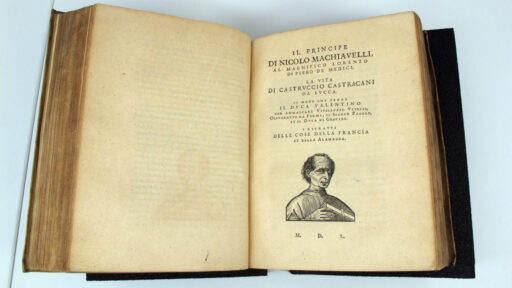 IL PRINCIPE
DI NICOLO MACHIAVELLI,
AL MAGNIFICO LORENZO
DI PIERO DE MEDICI.
LA VITA
DI CASTRUCCIO CASTRACANI
DA LUCCA.
IL MODO CHE TENNE
IL DUCA VALENTINO
PER AMMAZZARE VITELLOZZO VITELLI,
OLIVEROTTO DA FERMO, IL SIGNOR PAGOLO,
ET IL DUCA DI GRAVINA.
I RITRATTI
DELLE COSE DELLA FRANCIA
ET DELLA ALAMAGNA.
M. D. L.